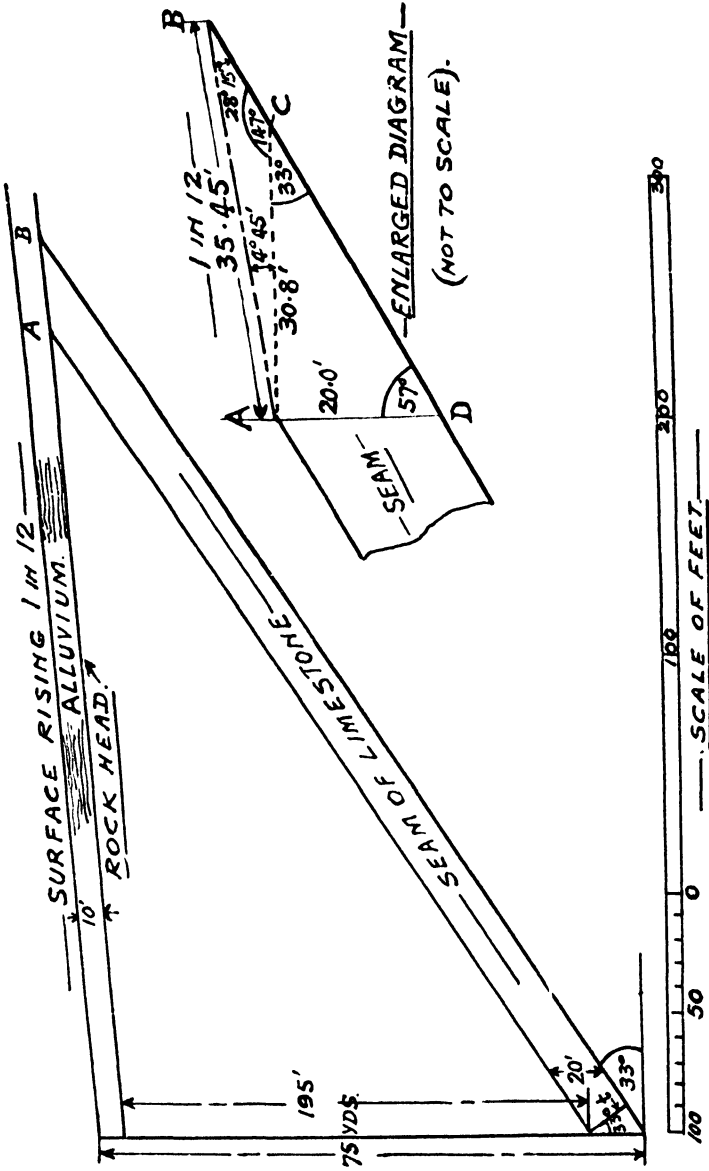 SURFACE RISING 1 IN 12
ALLUVIUM.
10'
ROCK HEAD.
A
B
SEAM OF LIMESTONE
195'
75 YDS.
20'
33°
33°
1 IN 12
35·45'
B
28° 15'
4° 45'
147°
A
30.8'
33°
C
20·0'
57°
D
SEAM
ENLARGED DIAGRAM
(NOT TO SCALE).
100
50
0
100
200
300
SCALE OF FEET.